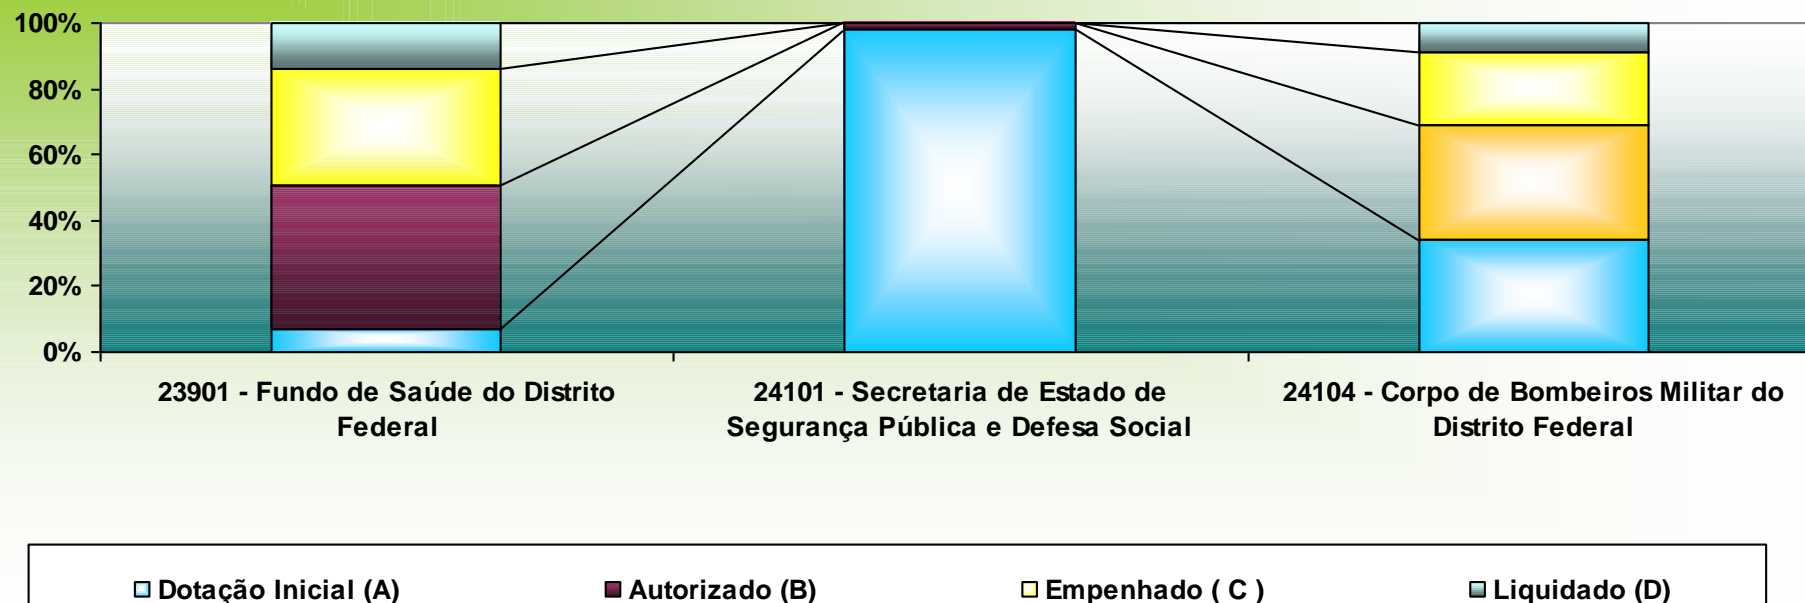 100%
80%
60%
40%
20%
0%
23901 - Fundo de Saúde do Distrito
Federal
24101 - Secretaria de Estado de
Segurança Pública e Defesa Social
24104 - Corpo de Bombeiros Militar do
Distrito Federal
Dotação Inicial (A) Autorizado (B) Empenhado ( C ) Liquidado (D)